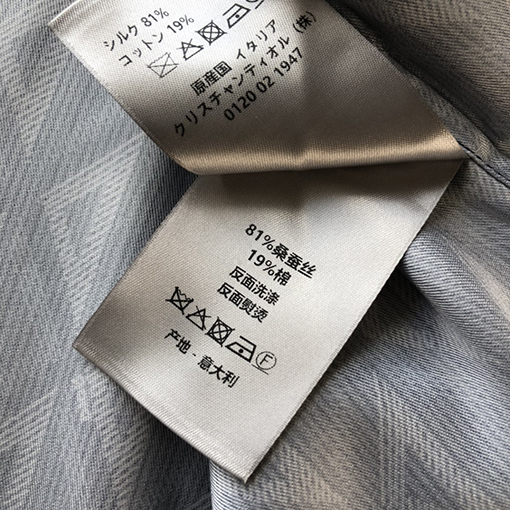 シルク 81%
コットン 19%
原産国 イタリア
クリスチャンディオル（株）
0120 02 1947
81%桑蚕丝
19%棉
反面洗涤
反面熨烫
F
产地 - 意大利